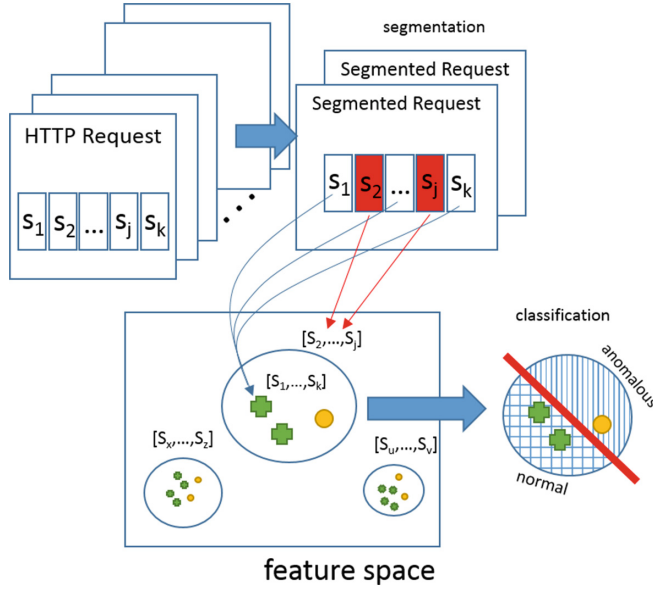 segmentation
Segmented Request
Segmented Request
HTTP Request
S₁ S₂ ... Sⱼ Sₖ
S₁ S₂ ... Sⱼ Sₖ
[S₂,...,Sⱼ]
[S₁,...,Sₖ]
[Sₓ,...,S_z]
[Sᵤ,...,Sᵥ]
classification
anomalous
normal
feature space